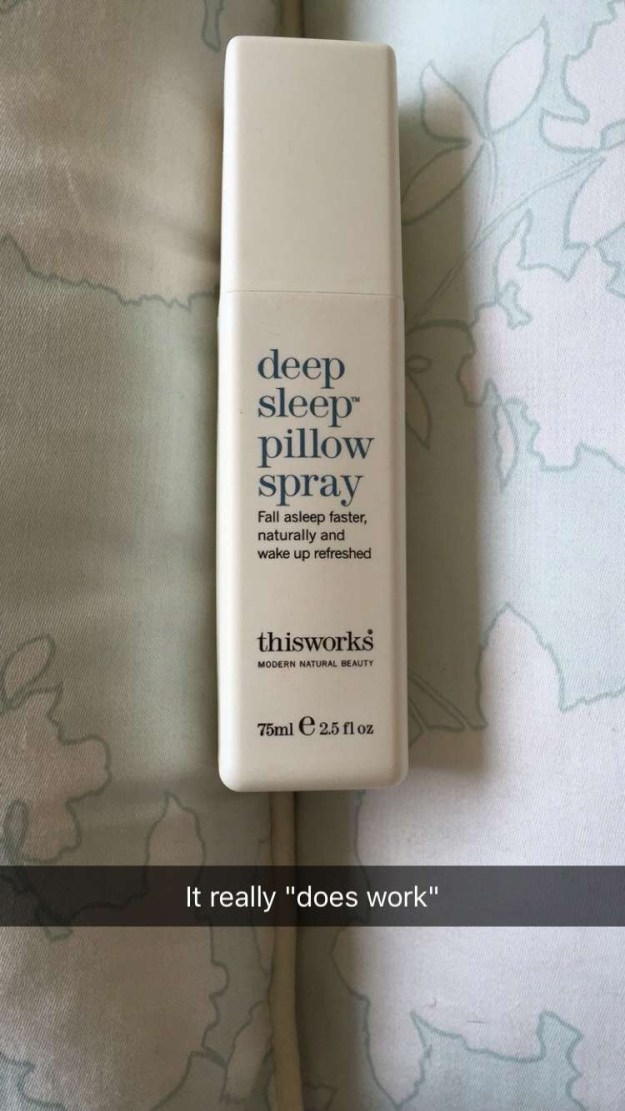 deep
sleep™
pillow
spray
Fall asleep faster,
naturally and
wake up refreshed
thisworks
MODERN NATURAL BEAUTY
75ml ℮ 2.5 fl oz
It really "does work"